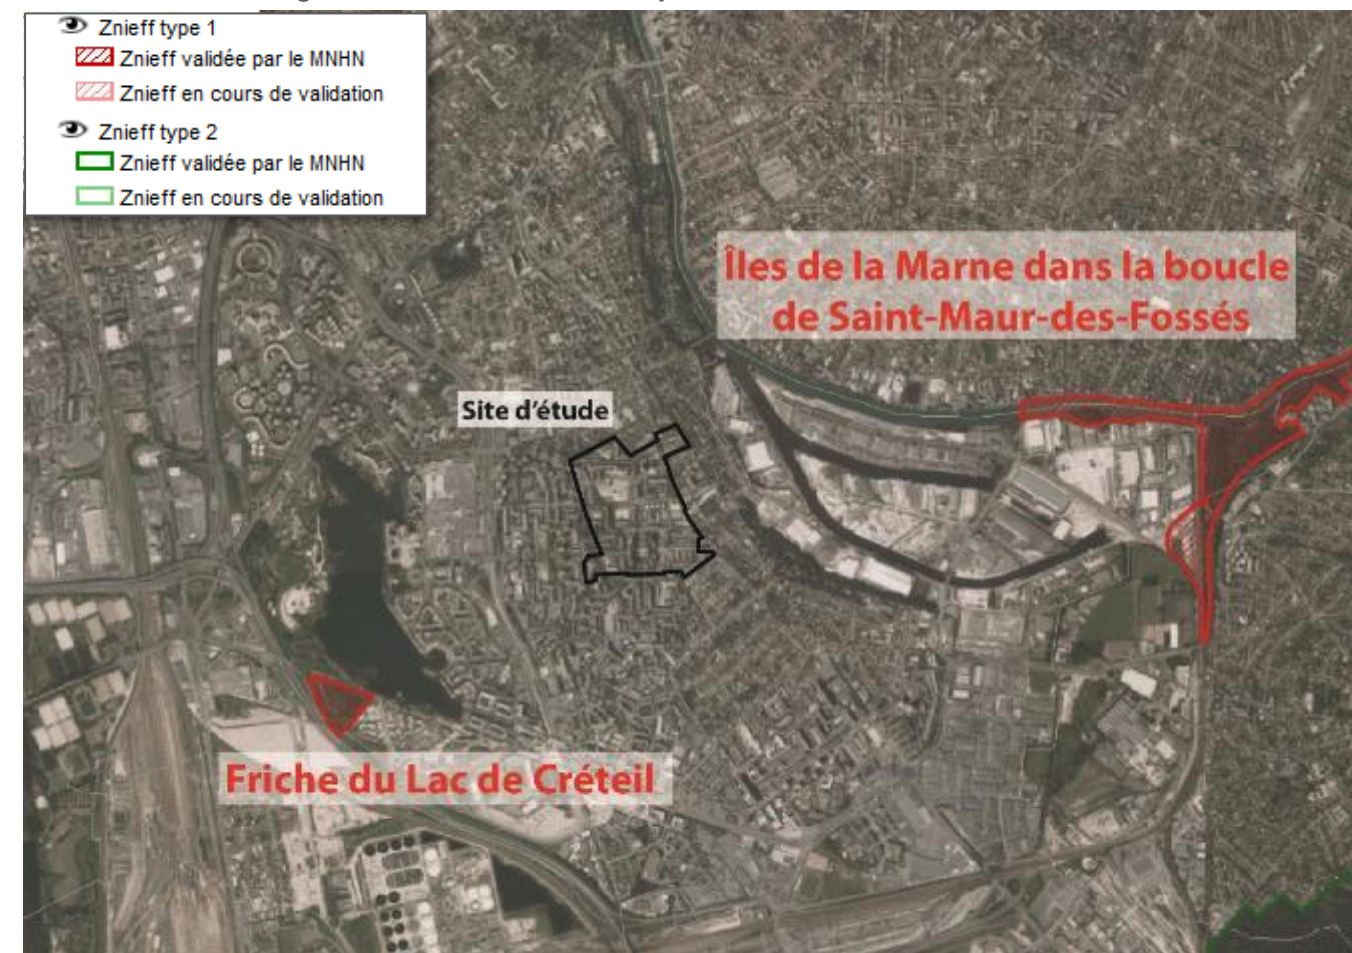 Znieff type 1
Znieff validée par le MNHN
Znieff en cours de validation
Znieff type 2
Znieff validée par le MNHN
Znieff en cours de validation
Îles de la Marne dans la boucle
de Saint-Maur-des-Fossés
Site d'étude
Friche du Lac de Créteil